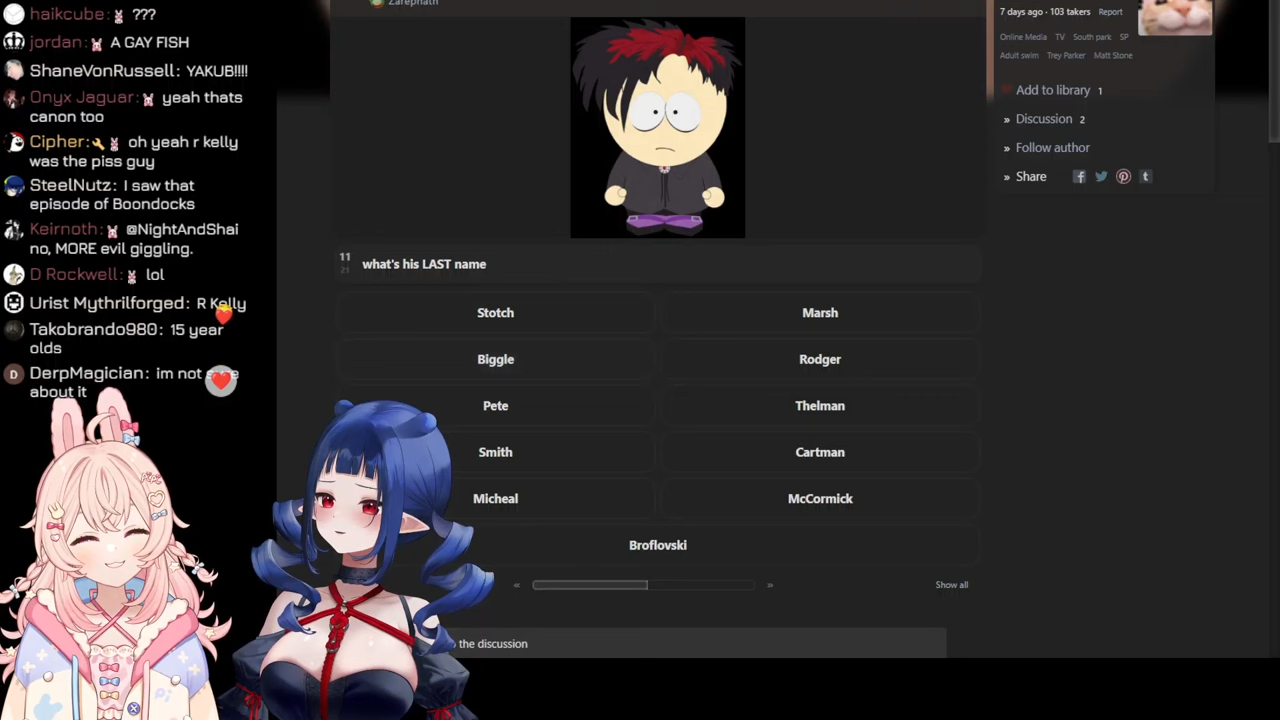 haikcube: ???
jordan: A GAY FISH
ShaneVonRussell: YAKUB!!!!
Onyx Jaguar: yeah thats
canon too
Cipher: oh yeah r kelly
was the piss guy
SteelNutz: I saw that
episode of Boondocks
Keirnoth: @NightAndShai
no, MORE evil giggling.
D Rockwell: lol
Urist Mythrilforged: R Kelly
Takobrando980: 15 year
olds
D
DerpMagician: im not
about it
Zarephath
11
21
what's his LAST name
Stotch
Marsh
Biggle
Rodger
Pete
Thelman
Smith
Cartman
Micheal
McCormick
Broflovski
«
»
Show all
the discussion
7 days ago - 103 takers Report
Online Media TV South park SP
Adult swim Trey Parker Matt Stone
Add to library 1
» Discussion 2
» Follow author
» Share f t